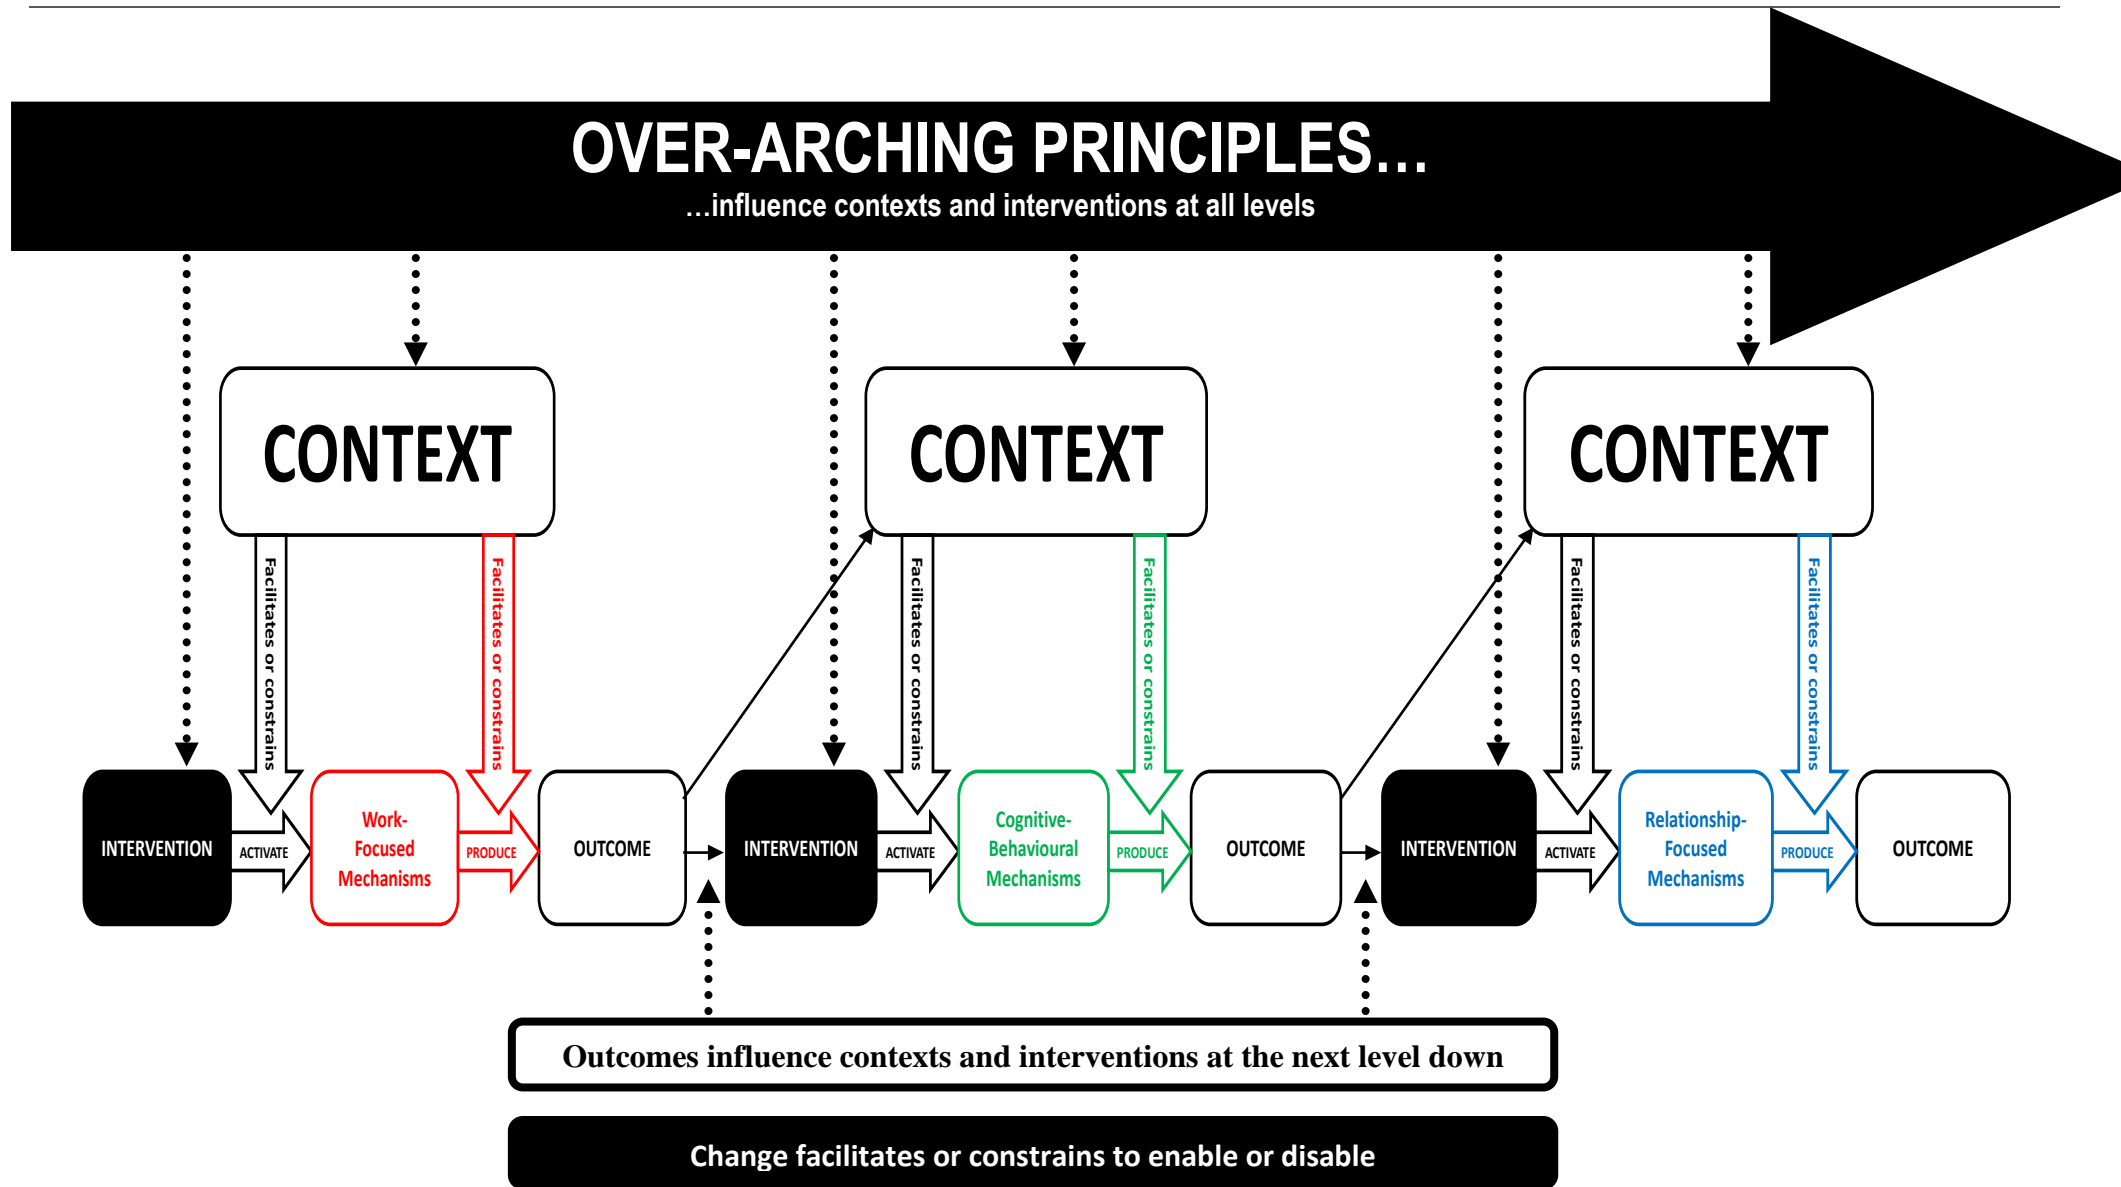 OVER-ARCHING PRINCIPLES…
…influence contexts and interventions at all levels
CONTEXT
CONTEXT
CONTEXT
Facilitates or constrains
Facilitates or constrains
Facilitates or constrains
Facilitates or constrains
Facilitates or constrains
Facilitates or constrains
INTERVENTION
ACTIVATE
Work-
Focused
Mechanisms
PRODUCE
OUTCOME
INTERVENTION
ACTIVATE
Cognitive-
Behavioural
Mechanisms
PRODUCE
OUTCOME
INTERVENTION
ACTIVATE
Relationship-
Focused
Mechanisms
PRODUCE
OUTCOME
Outcomes influence contexts and interventions at the next level down
Change facilitates or constrains to enable or disable